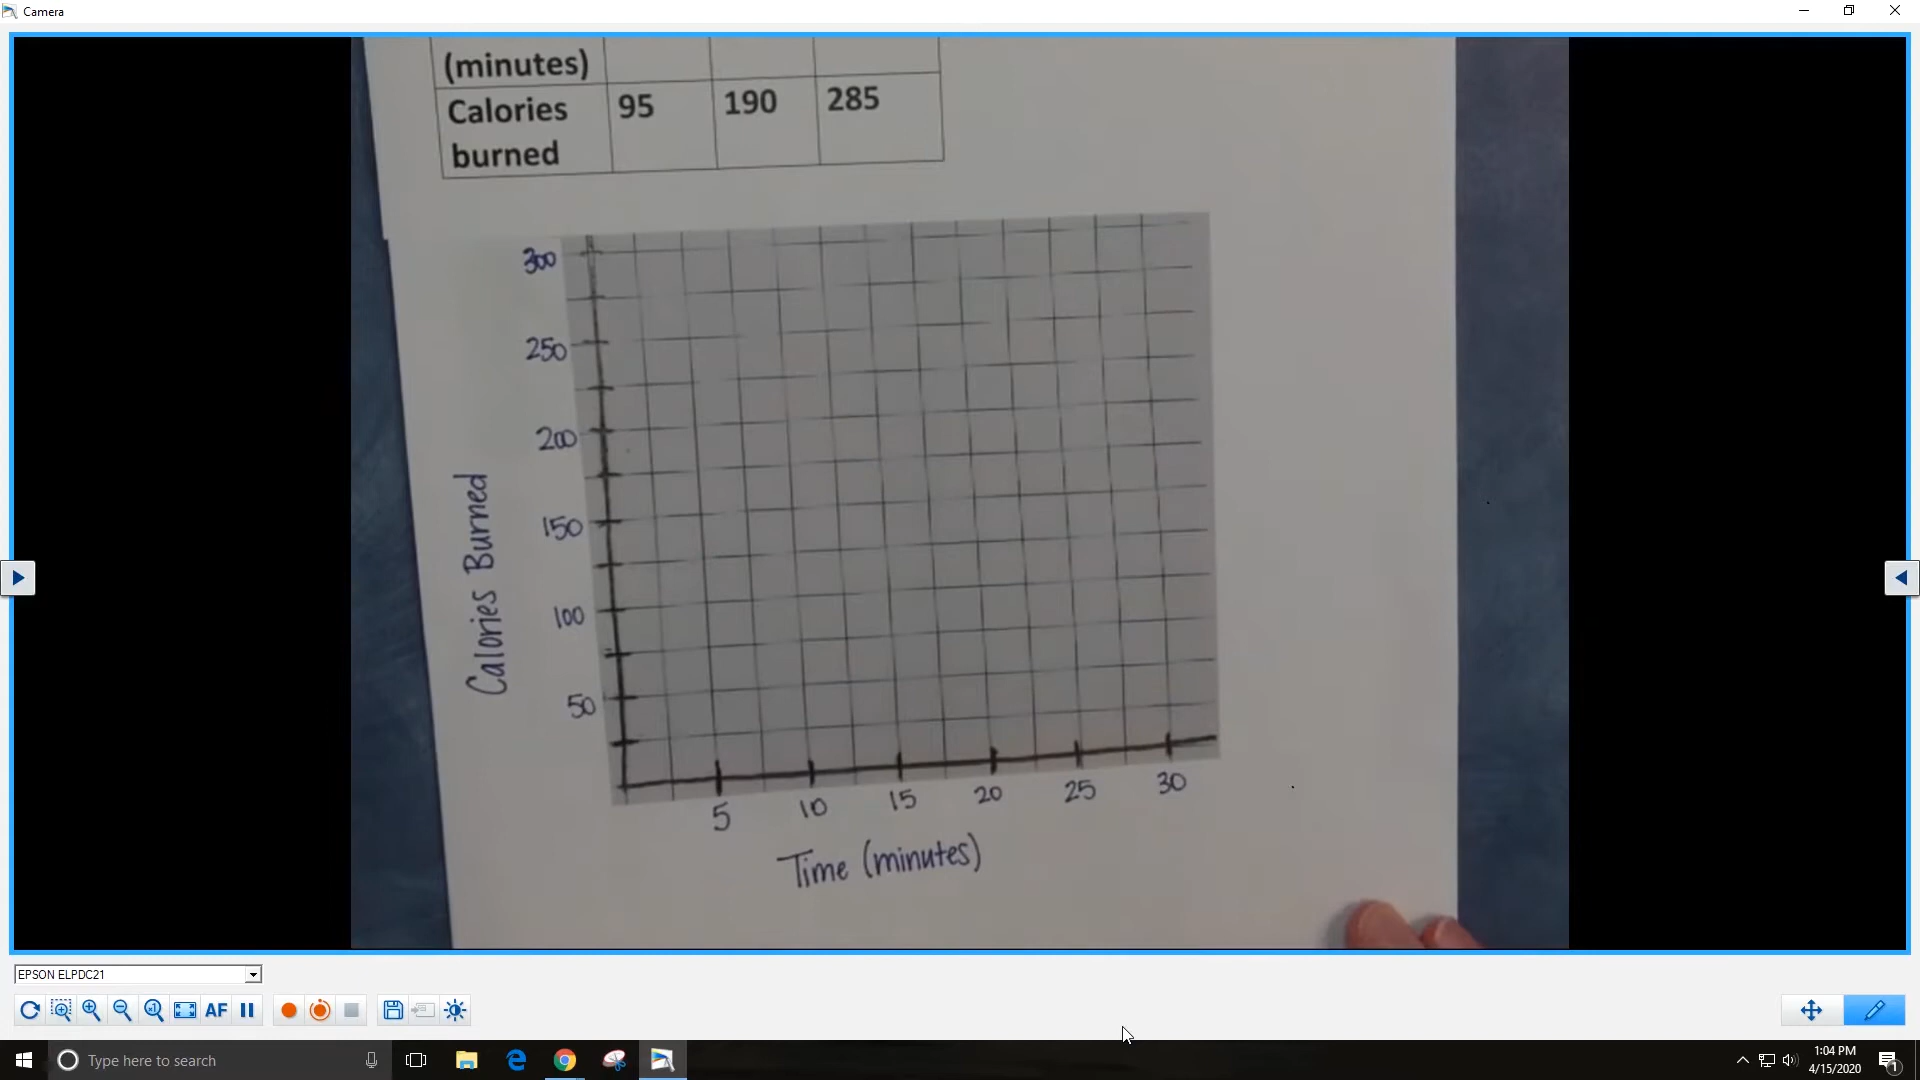 Camera
(minutes)
Calories burned 95 190 285
300
250
200
150
100
50
Calories Burned
5 10 15 20 25 30
Time (minutes)
EPSON ELPDC21
AF
Type here to search
1:04 PM
4/15/2020
1